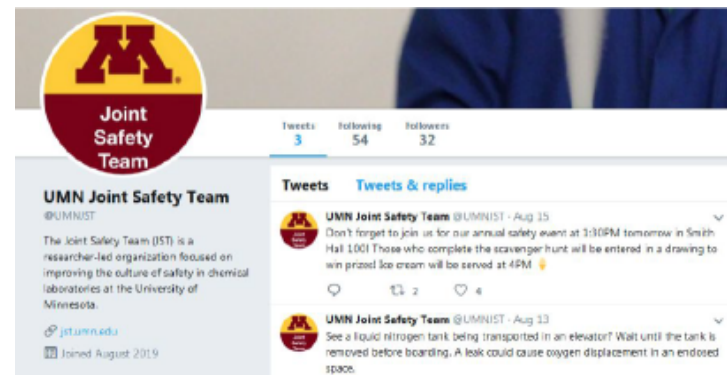 M
Joint
Safety
Team
Tweets Following Followers
3 54 32
UMN Joint Safety Team
@UMNJST
The Joint Safety Team (JST) is a
researcher-led organization focused on
improving the culture of safety in chemical
laboratories at the University of
Minnesota.
jst.umn.edu
Joined August 2019
Tweets Tweets & replies
UMN Joint Safety Team @UMNJST · Aug 15
Don't forget to join us for our annual safety event at 1:30PM tomorrow in Smith
Hall 100! Those who complete the scavenger hunt will be entered in a drawing to
win prizes! Ice cream will be served at 4PM
2 4
UMN Joint Safety Team @UMNJST · Aug 13
See a liquid nitrogen tank being transported in an elevator? Wait until the tank is
removed before boarding. A leak could cause oxygen displacement in an enclosed
space.